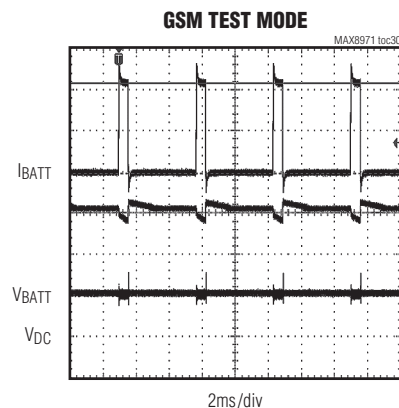 GSM TEST MODE
MAX8971 toc30
IBATT
VBATT
VDC
2ms/div